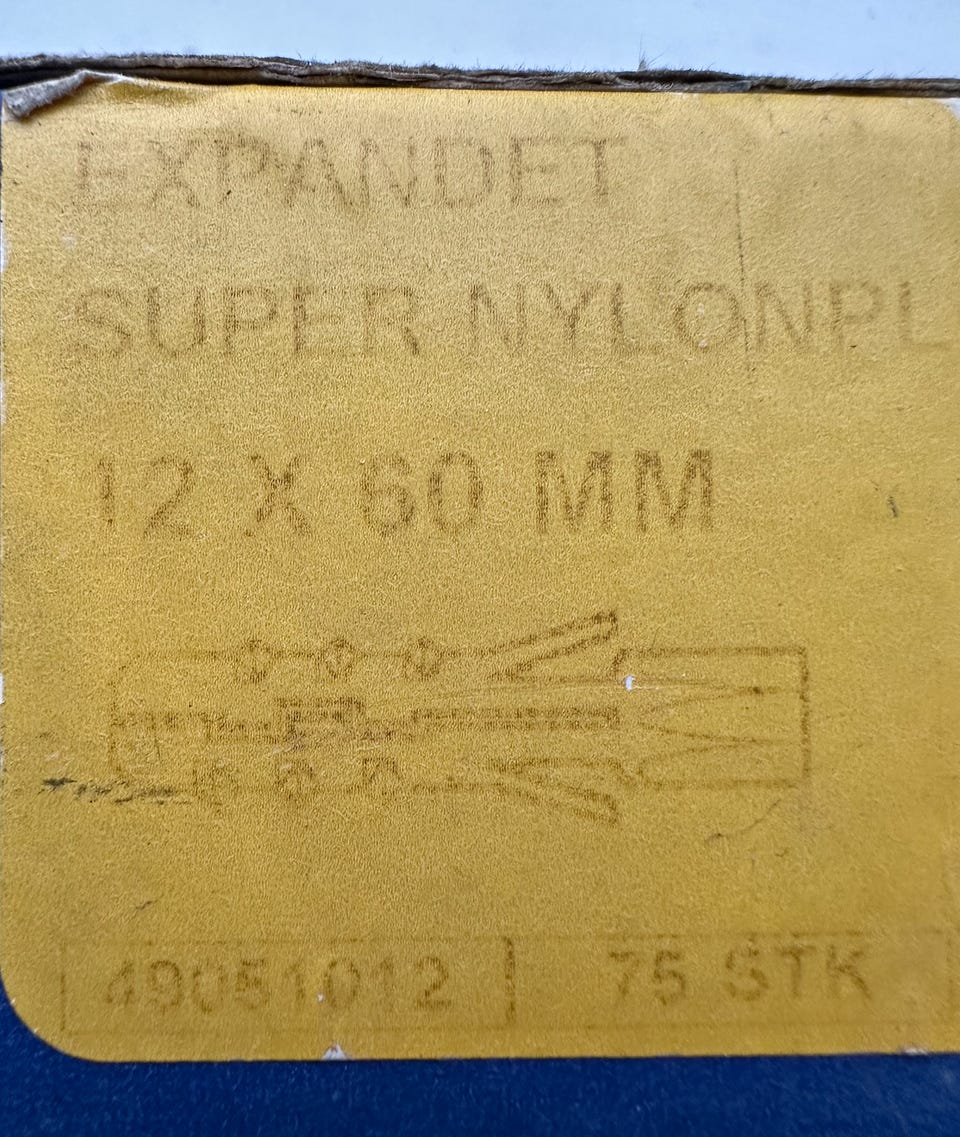 EXPANDET
SUPER NYLONPL
12 X 60 MM
49051012 75 STK